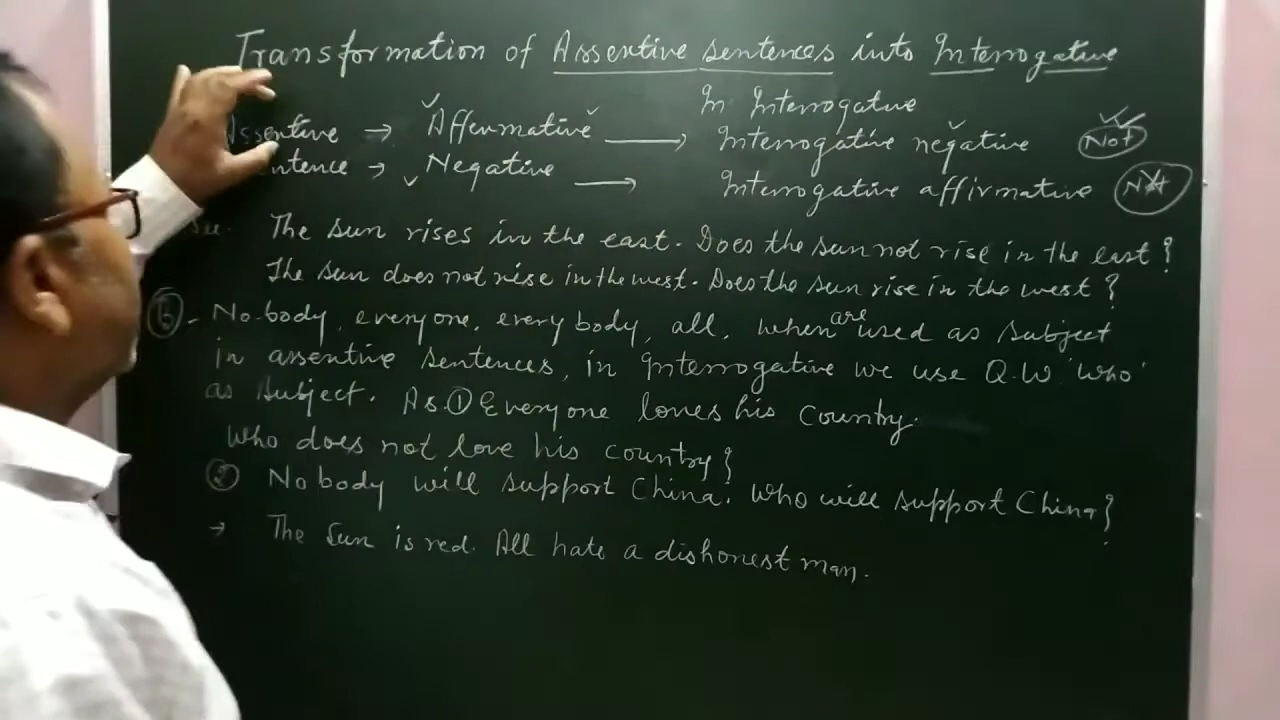 Transformation of Assentive sentences into Interrogative
In Interrogative
Assentive → Affirmative → Interrogative negative Not
Sentence → Negative → Interrogative affirmative Not
The sun rises in the east. Does the sun not rise in the east?
The sun does not rise in the west. Does the sun rise in the west?
b - No-body, everyone, every body, all, when are used as subject
in assentive sentences, in Interrogative we use Q.W 'Who'
as subject. As. ① Everyone loves his country.
Who does not love his country?
② Nobody will support China. Who will support China?
→ The Sun is red. All hate a dishonest man.